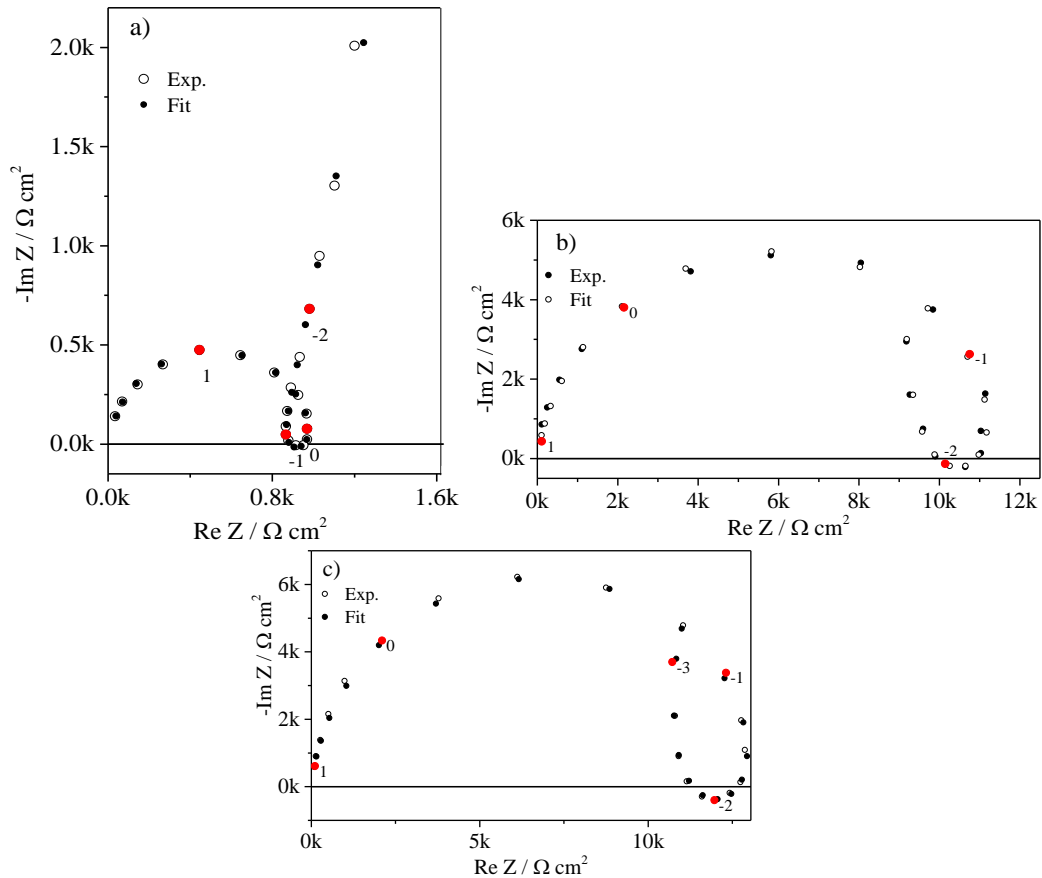 a)
2.0k
Exp.
Fit
1.5k
-Im Z / Ω cm²
1.0k
-2
0.5k
1
0.0k
-1 0
0.0k 0.8k 1.6k
Re Z / Ω cm²
b)
6k
Exp.
Fit
4k
0
-Im Z / Ω cm²
-1
2k
1
-2
0k
0k 2k 4k 6k 8k 10k 12k
Re Z / Ω cm²
c)
6k
Exp.
Fit
0
4k
-Im Z / Ω cm²
-3
-1
2k
1
0k
-2
0k 5k 10k
Re Z / Ω cm²